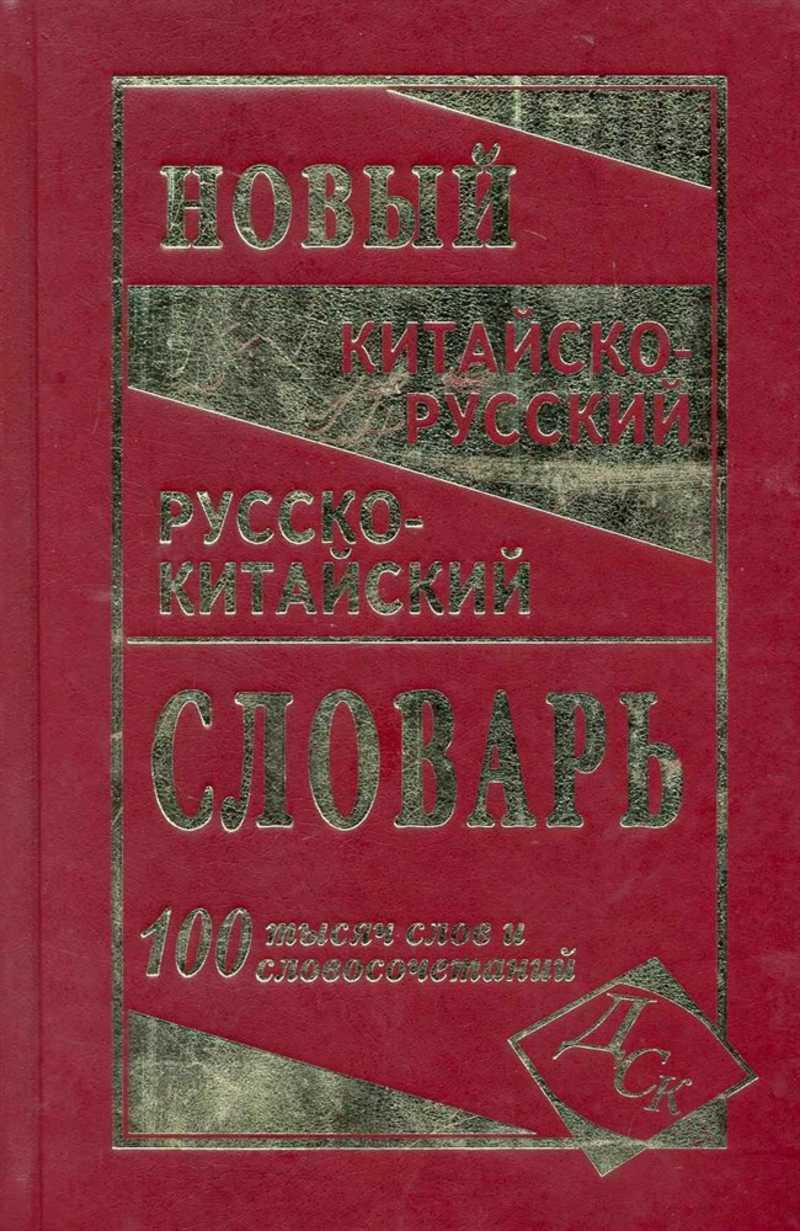 НОВЫЙ
КИТАЙСКО-
РУССКИЙ
РУССКО-
КИТАЙСКИЙ
СЛОВАРЬ
100 тысяч слов и
словосочетаний
ДСК